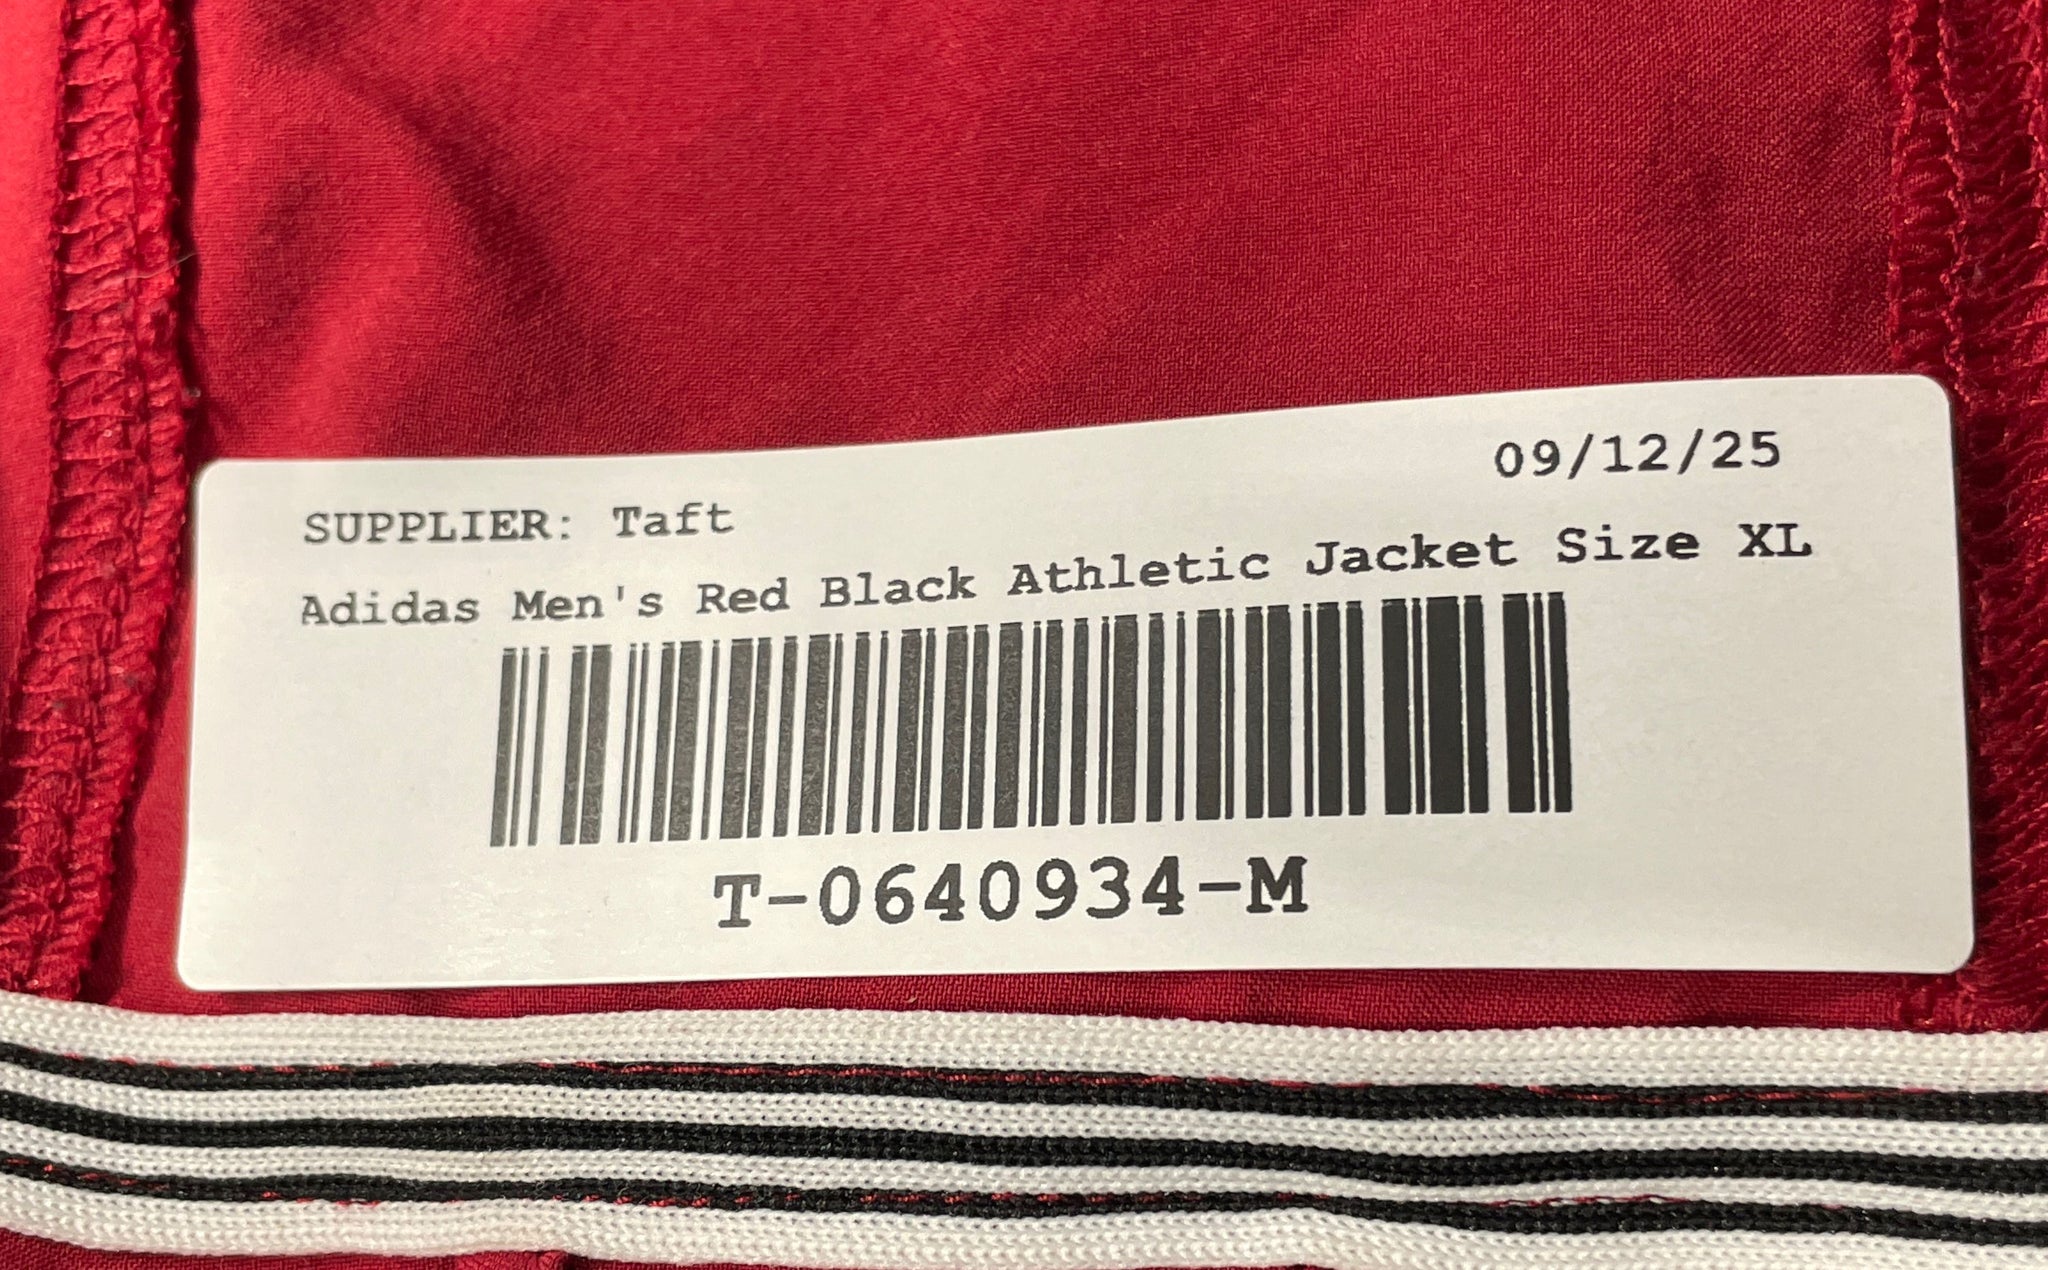 09/12/25
SUPPLIER: Taft
Adidas Men's Red Black Athletic Jacket Size XL
T-0640934-M